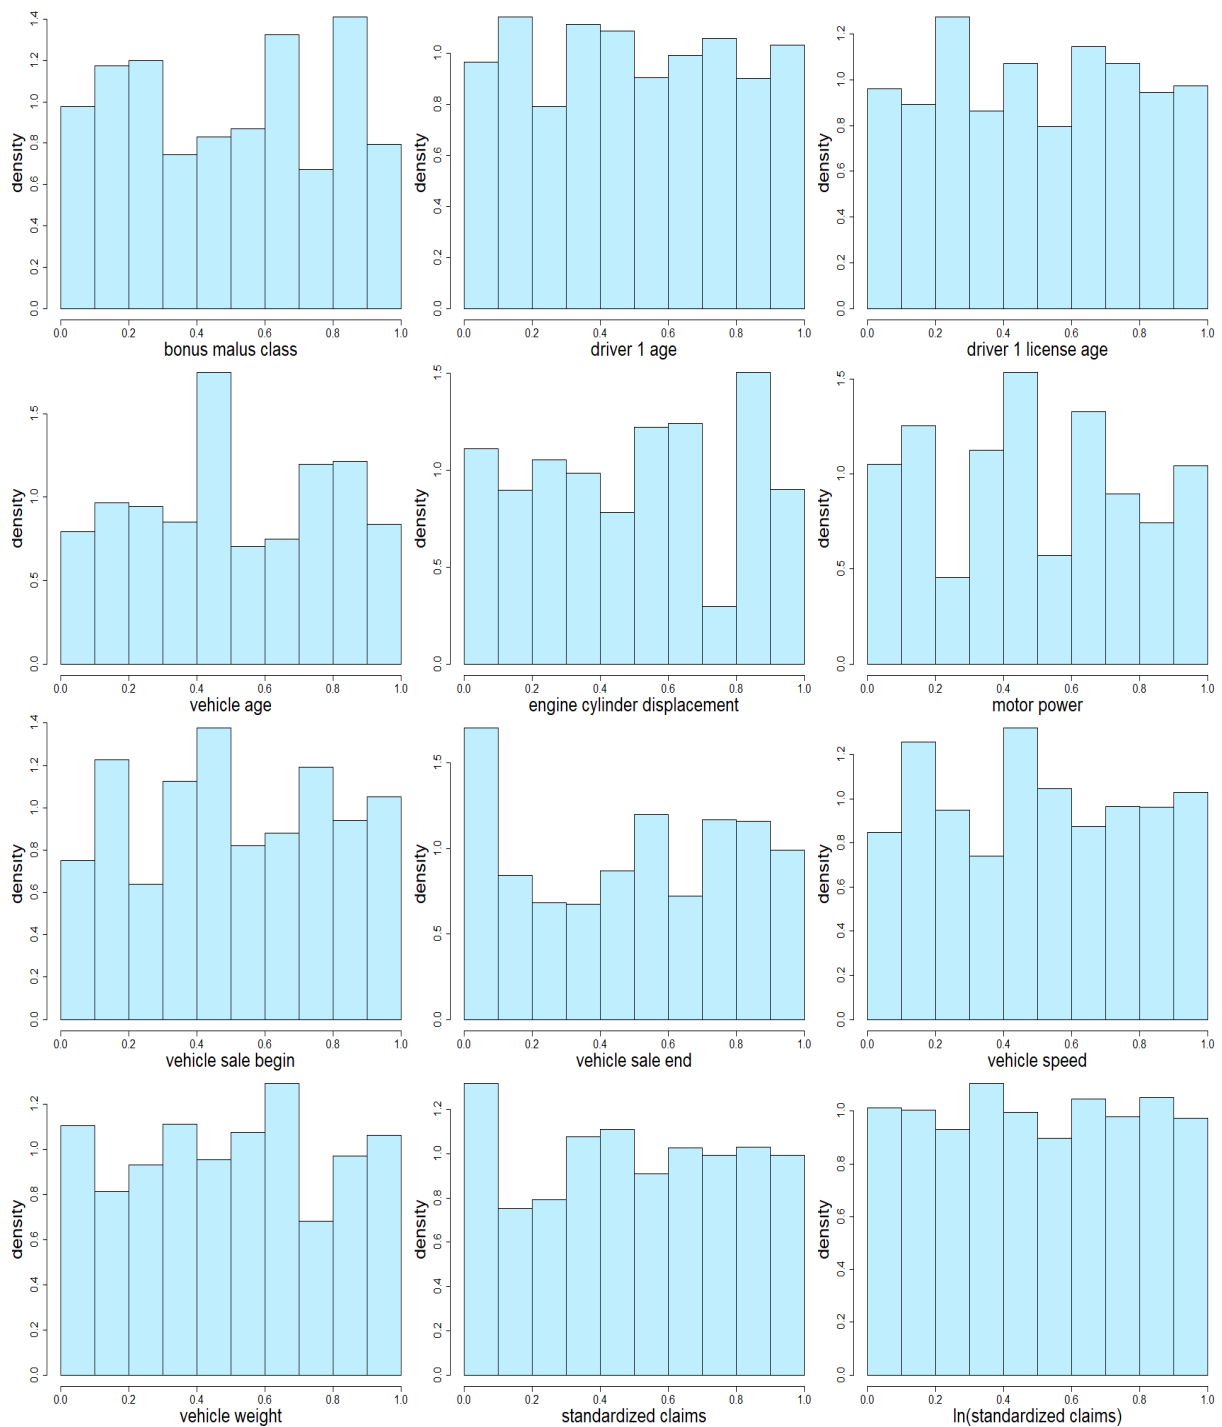 density
0.0 0.2 0.4 0.6 0.8 1.0 1.2 1.4
0.0 0.2 0.4 0.6 0.8 1.0
bonus malus class
density
0.0 0.2 0.4 0.6 0.8 1.0
0.0 0.2 0.4 0.6 0.8 1.0
driver 1 age
density
0.0 0.2 0.4 0.6 0.8 1.0 1.2
0.0 0.2 0.4 0.6 0.8 1.0
driver 1 license age
density
0.0 0.5 1.0 1.5
0.0 0.2 0.4 0.6 0.8 1.0
vehicle age
density
0.0 0.5 1.0 1.5
0.0 0.2 0.4 0.6 0.8 1.0
engine cylinder displacement
density
0.0 0.5 1.0 1.5
0.0 0.2 0.4 0.6 0.8 1.0
motor power
density
0.0 0.2 0.4 0.6 0.8 1.0 1.2 1.4
0.0 0.2 0.4 0.6 0.8 1.0
vehicle sale begin
density
0.0 0.5 1.0 1.5
0.0 0.2 0.4 0.6 0.8 1.0
vehicle sale end
density
0.0 0.2 0.4 0.6 0.8 1.0 1.2
0.0 0.2 0.4 0.6 0.8 1.0
vehicle speed
density
0.0 0.2 0.4 0.6 0.8 1.0 1.2
0.0 0.2 0.4 0.6 0.8 1.0
vehicle weight
density
0.0 0.2 0.4 0.6 0.8 1.0 1.2
0.0 0.2 0.4 0.6 0.8 1.0
standardized claims
density
0.0 0.2 0.4 0.6 0.8 1.0
0.0 0.2 0.4 0.6 0.8 1.0
ln(standardized claims)